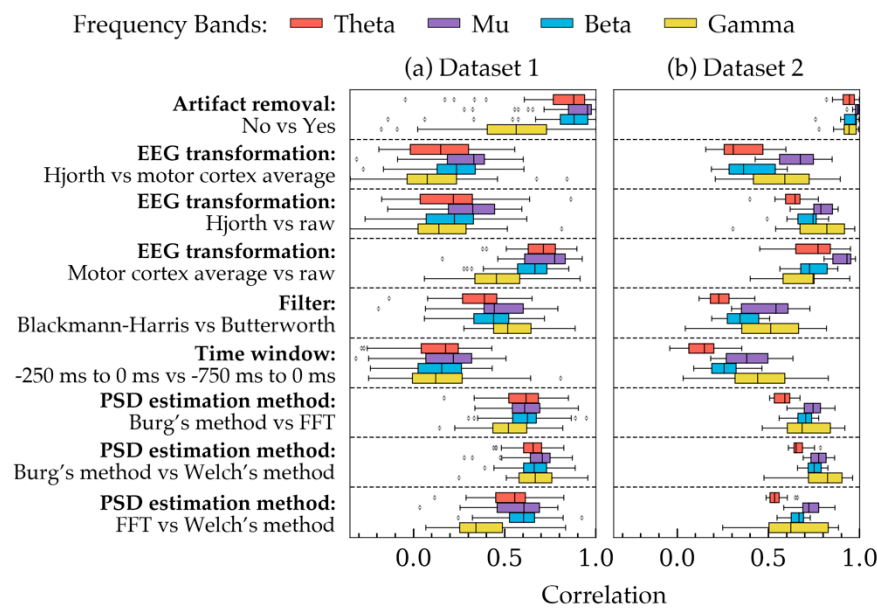 Frequency Bands: Theta Mu Beta Gamma
(a) Dataset 1 (b) Dataset 2
Artifact removal:
No vs Yes
EEG transformation:
Hjorth vs motor cortex average
EEG transformation:
Hjorth vs raw
EEG transformation:
Motor cortex average vs raw
Filter:
Blackmann-Harris vs Butterworth
Time window:
-250 ms to 0 ms vs -750 ms to 0 ms
PSD estimation method:
Burg's method vs FFT
PSD estimation method:
Burg's method vs Welch's method
PSD estimation method:
FFT vs Welch's method
0.0 0.5 1.0 0.0 0.5 1.0
Correlation